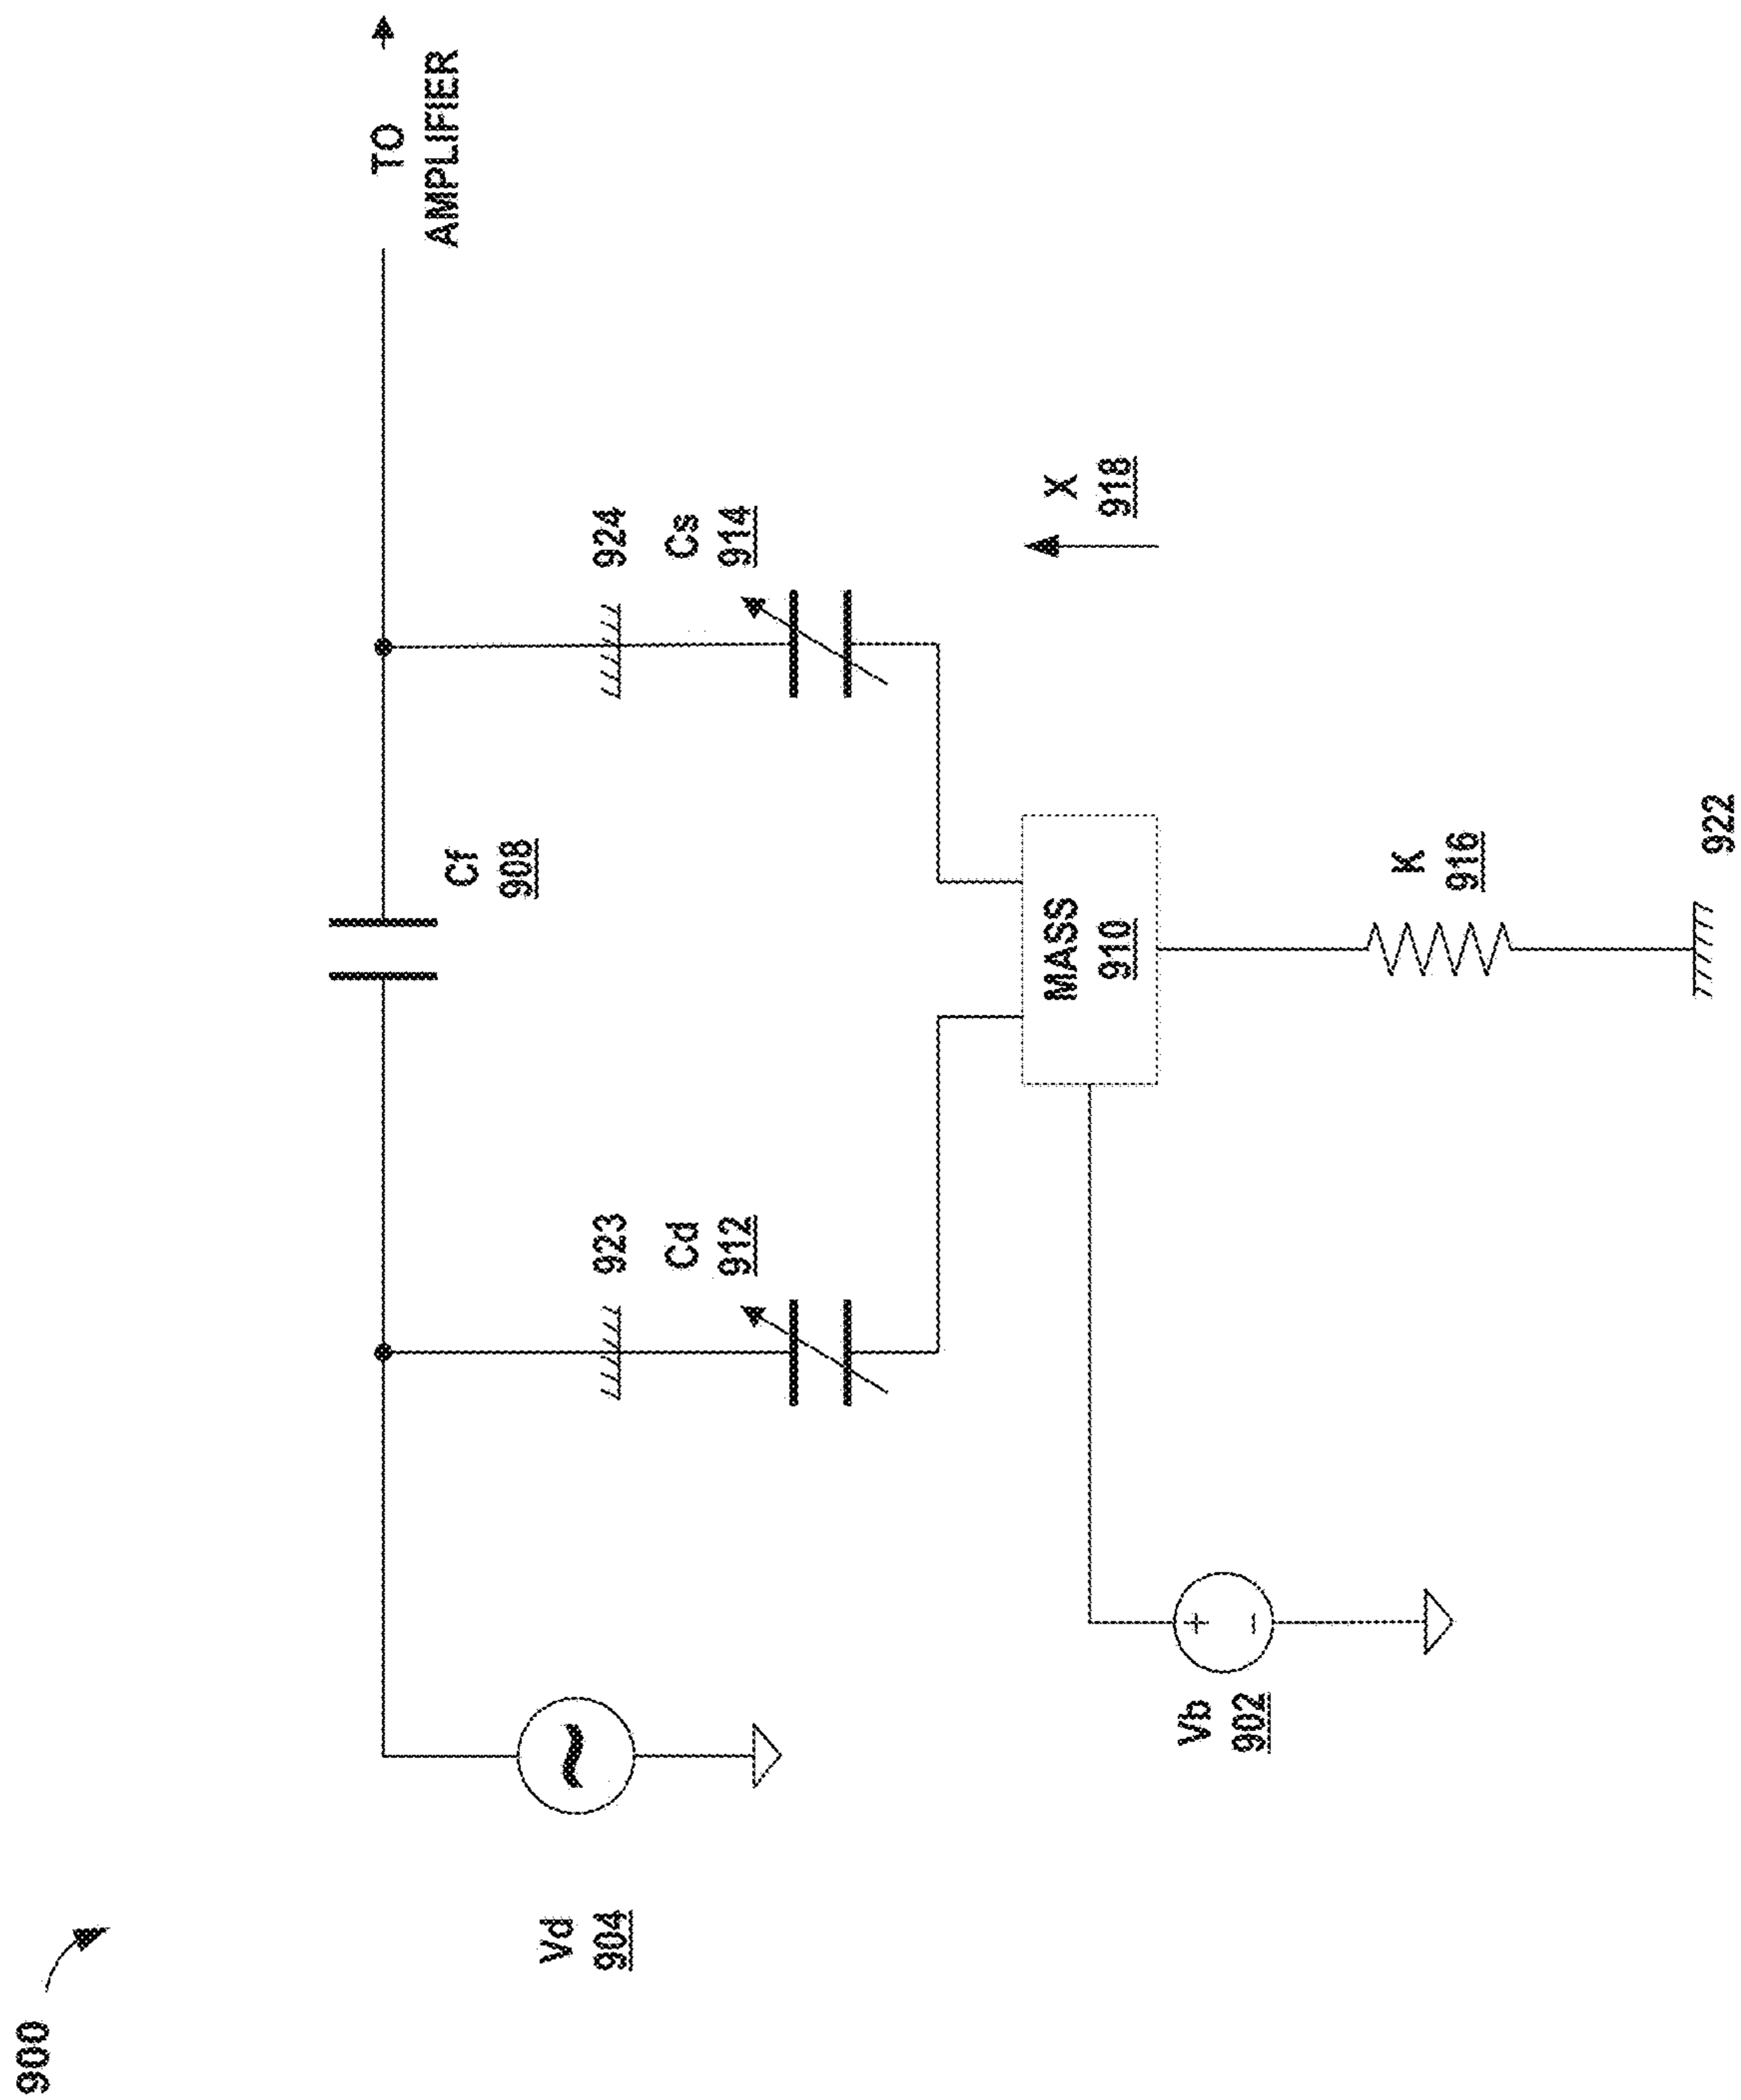 900
Vd
904
Vb
902
923
Cd
912
Cf
908
MASS
910
K
916
922
924
Cs
914
X
918
TO
AMPLIFIER
+
−